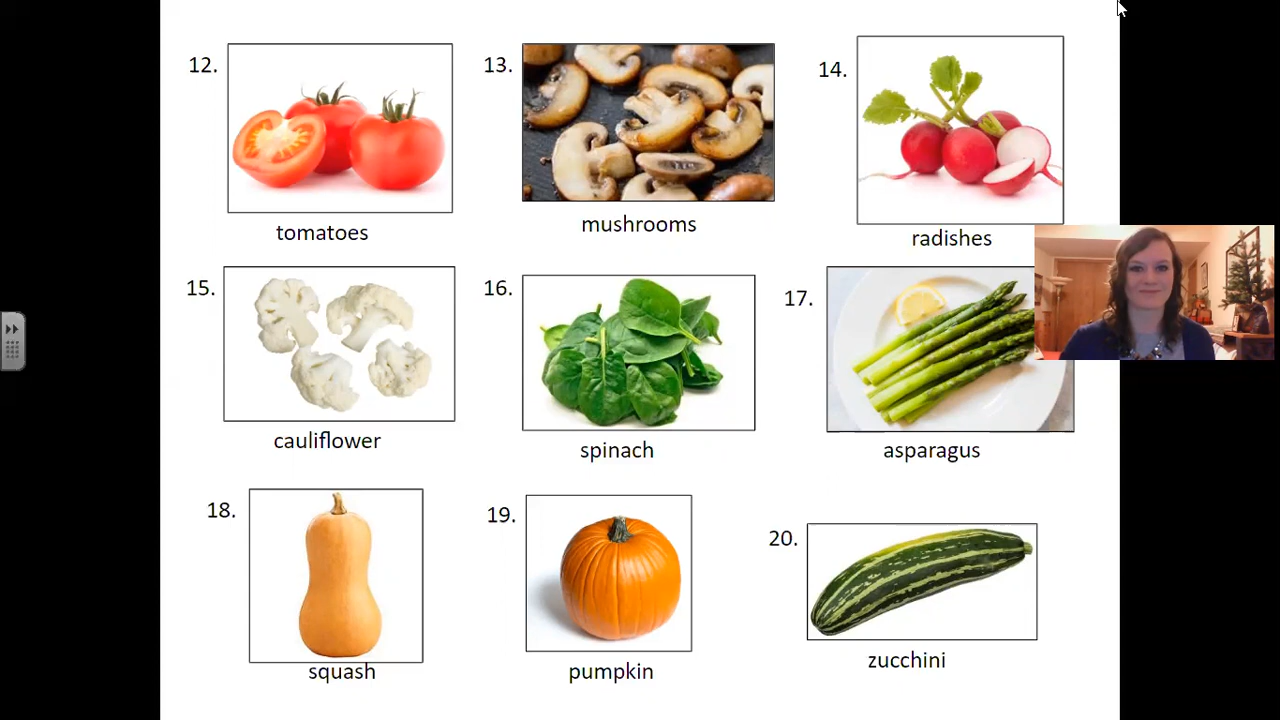 12.
13.
14.
tomatoes
mushrooms
radishes
15.
16.
17.
cauliflower
spinach
asparagus
18.
19.
20.
squash
pumpkin
zucchini